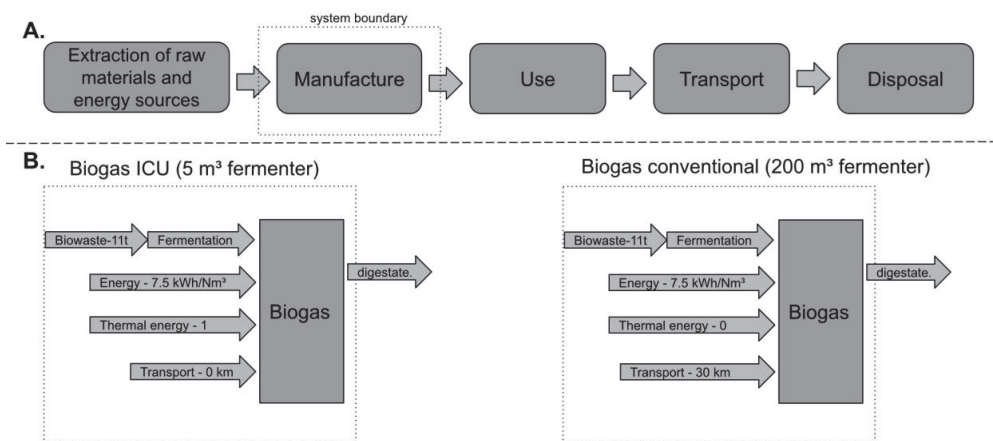 system boundary
A.
Extraction of raw
materials and
energy sources
Manufacture
Use
Transport
Disposal
B.
Biogas ICU (5 m³ fermenter)
Biowaste-11t
Fermentation
Energy - 7.5 kWh/Nm³
Thermal energy - 1
Transport - 0 km
Biogas
digestate.
Biogas conventional (200 m³ fermenter)
Biowaste-11t
Fermentation
Energy - 7.5 kWh/Nm³
Thermal energy - 0
Transport - 30 km
Biogas
digestate.